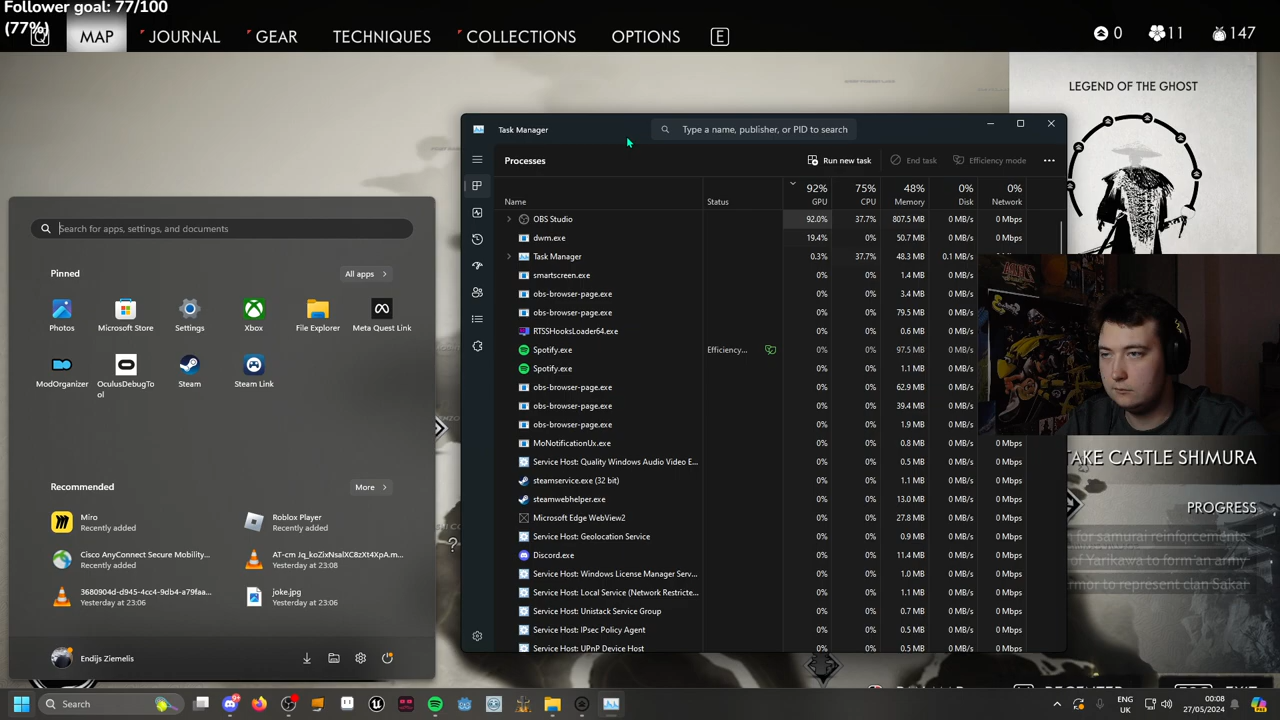 Follower goal: 77/100
(77%)
Q
MAP
JOURNAL
GEAR
TECHNIQUES
COLLECTIONS
OPTIONS
E
0
11
147
LEGEND OF THE GHOST
Task Manager
Type a name, publisher, or PID to search
Processes
Run new task
End task
Efficiency mode
92% 75% 48% 0% 0%
Name Status GPU CPU Memory Disk Network
OBS Studio 92.0% 37.7% 807.5 MB 0 MB/s 0 Mbps
dwm.exe 19.4% 0% 50.7 MB 0 MB/s 0 Mbps
Task Manager 0.3% 37.7% 48.3 MB 0.1 MB/s
smartscreen.exe 0% 0% 1.4 MB 0 MB/s
obs-browser-page.exe 0% 0% 3.4 MB 0 MB/s
obs-browser-page.exe 0% 0% 79.5 MB 0 MB/s
RTSSHooksLoader64.exe 0% 0% 0.6 MB 0 MB/s
Spotify.exe Efficiency... 0% 0% 97.5 MB 0 MB/s
Spotify.exe 0% 0% 1.1 MB 0 MB/s
obs-browser-page.exe 0% 0% 62.9 MB 0 MB/s
obs-browser-page.exe 0% 0% 39.4 MB 0 MB/s
obs-browser-page.exe 0% 0% 1.9 MB 0 MB/s
MoNotificationUx.exe 0% 0% 0.8 MB 0 MB/s 0 Mbps
Service Host: Quality Windows Audio Video E... 0% 0% 0.5 MB 0 MB/s 0 Mbps
steamservice.exe (32 bit) 0% 0% 1.1 MB 0 MB/s 0 Mbps
steamwebhelper.exe 0% 0% 13.0 MB 0 MB/s 0 Mbps
Microsoft Edge WebView2 0% 0% 27.8 MB 0 MB/s 0 Mbps
Service Host: Geolocation Service 0% 0% 0.5 MB 0 MB/s 0 Mbps
Discord.exe 0% 0% 11.4 MB 0 MB/s 0 Mbps
Service Host: Windows License Manager Serv... 0% 0% 1.0 MB 0 MB/s 0 Mbps
Service Host: Local Service (Network Restricte... 0% 0% 1.1 MB 0 MB/s 0 Mbps
Service Host: Unistack Service Group 0% 0% 0.7 MB 0 MB/s 0 Mbps
Service Host: IPsec Policy Agent 0% 0% 0.5 MB 0 MB/s 0 Mbps
Service Host: UPnP Device Host 0% 0% 0.5 MB 0 MB/s 0 Mbps
Search for apps, settings, and documents
Pinned
All apps
Photos
Microsoft Store
Settings
Xbox
File Explorer
Meta Quest Link
ModOrganizer
OculusDebugTo
ol
Steam
Steam Link
Recommended
More
Miro
Recently added
Roblox Player
Recently added
Cisco AnyConnect Secure Mobility...
Recently added
AT-cm Jq_koZixNsalXC8zXt4XpA.m...
Yesterday at 23:08
3680904d-d945-4cc4-9db4-a79faa...
Yesterday at 23:06
joke.jpg
Yesterday at 23:06
Endijs Ziemelis
?
TAKE CASTLE SHIMURA
PROGRESS
for samurai reinforcements
of Yarikawa to form an army
armor to represent clan Sakai
Search
ENG
UK
00:08
27/05/2024